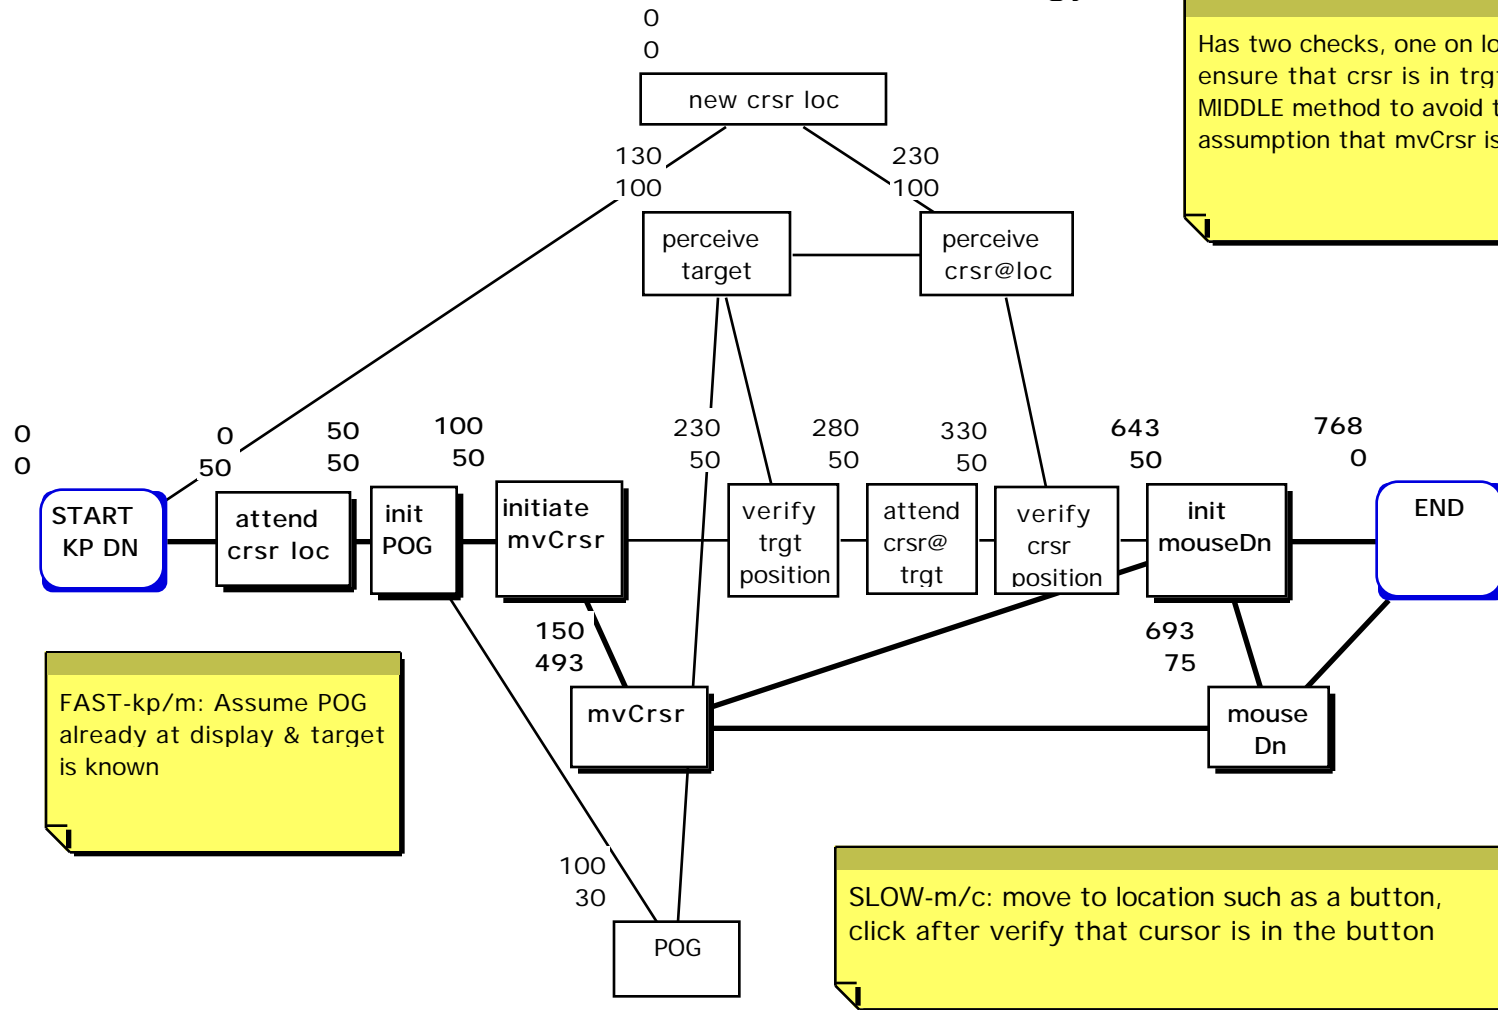 0
0
new crsr loc
Has two checks, one on
ensure that crsr is in
MIDDLE method to avoid
assumption that mvCrsr is
130
100
230
100
perceive
target
perceive
crsr@loc
0
0
0
50
50
50
100
50
230
50
280
50
330
50
643
50
768
0
START
KP DN
attend
crsr loc
init
POG
initiate
mvCrsr
verify
trgt
position
attend
crsr@
trgt
verify
crsr
position
init
mouseDn
END
150
493
mvCrsr
693
75
mouse
Dn
FAST-kp/m: Assume POG
already at display & target
is known
100
30
POG
SLOW-m/c: move to location such as a button,
click after verify that cursor is in the button